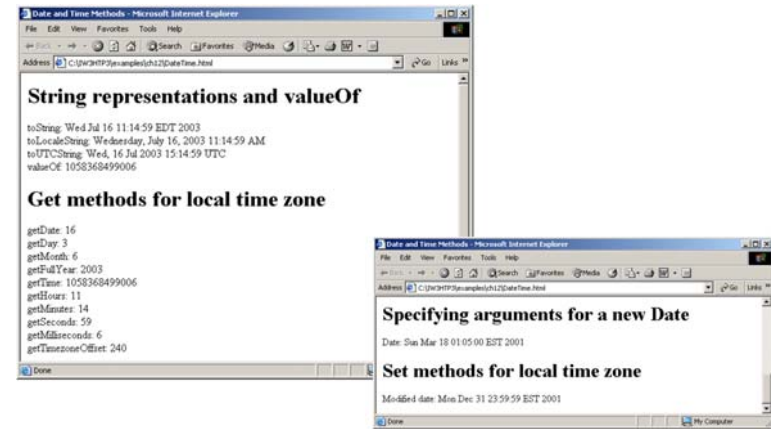 Date and Time Methods - Microsoft Internet Explorer
File Edit View Favorites Tools Help
Search Favorites Media
Address C:\IW3HTP3\examples\ch12\DateTime.html Go Links
String representations and valueOf
toString: Wed Jul 16 11:14:59 EDT 2003
toLocaleString: Wednesday, July 16, 2003 11:14:59 AM
toUTCString: Wed, 16 Jul 2003 15:14:59 UTC
valueOf: 1058368499006
Get methods for local time zone
getDate: 16
getDay: 3
getMonth: 6
getFullYear: 2003
getTime: 1058368499006
getHours: 11
getMinutes: 14
getSeconds: 59
getMilliseconds: 6
getTimezoneOffset: 240
Done
Date and Time Methods - Microsoft Internet Explorer
File Edit View Favorites Tools Help
Search Favorites Media
Address C:\IW3HTP3\examples\ch12\DateTime.html Go Links
Specifying arguments for a new Date
Date: Sun Mar 18 01:05:00 EST 2001
Set methods for local time zone
Modified date: Mon Dec 31 23:59:59 EST 2001
Done My Computer